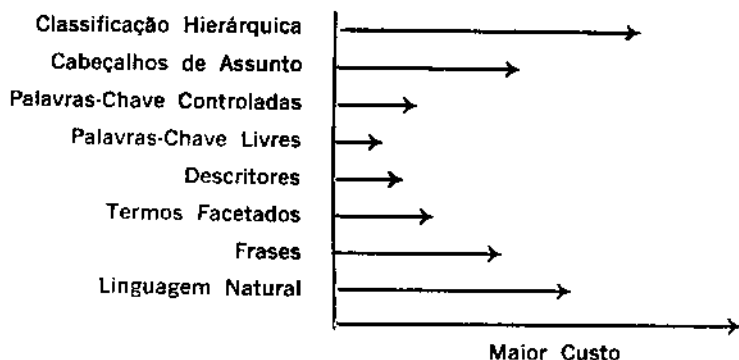 Classificação Hierárquica
Cabeçalhos de Assunto
Palavras-Chave Controladas
Palavras-Chave Livres
Descritores
Termos Facetados
Frases
Linguagem Natural
Maior Custo